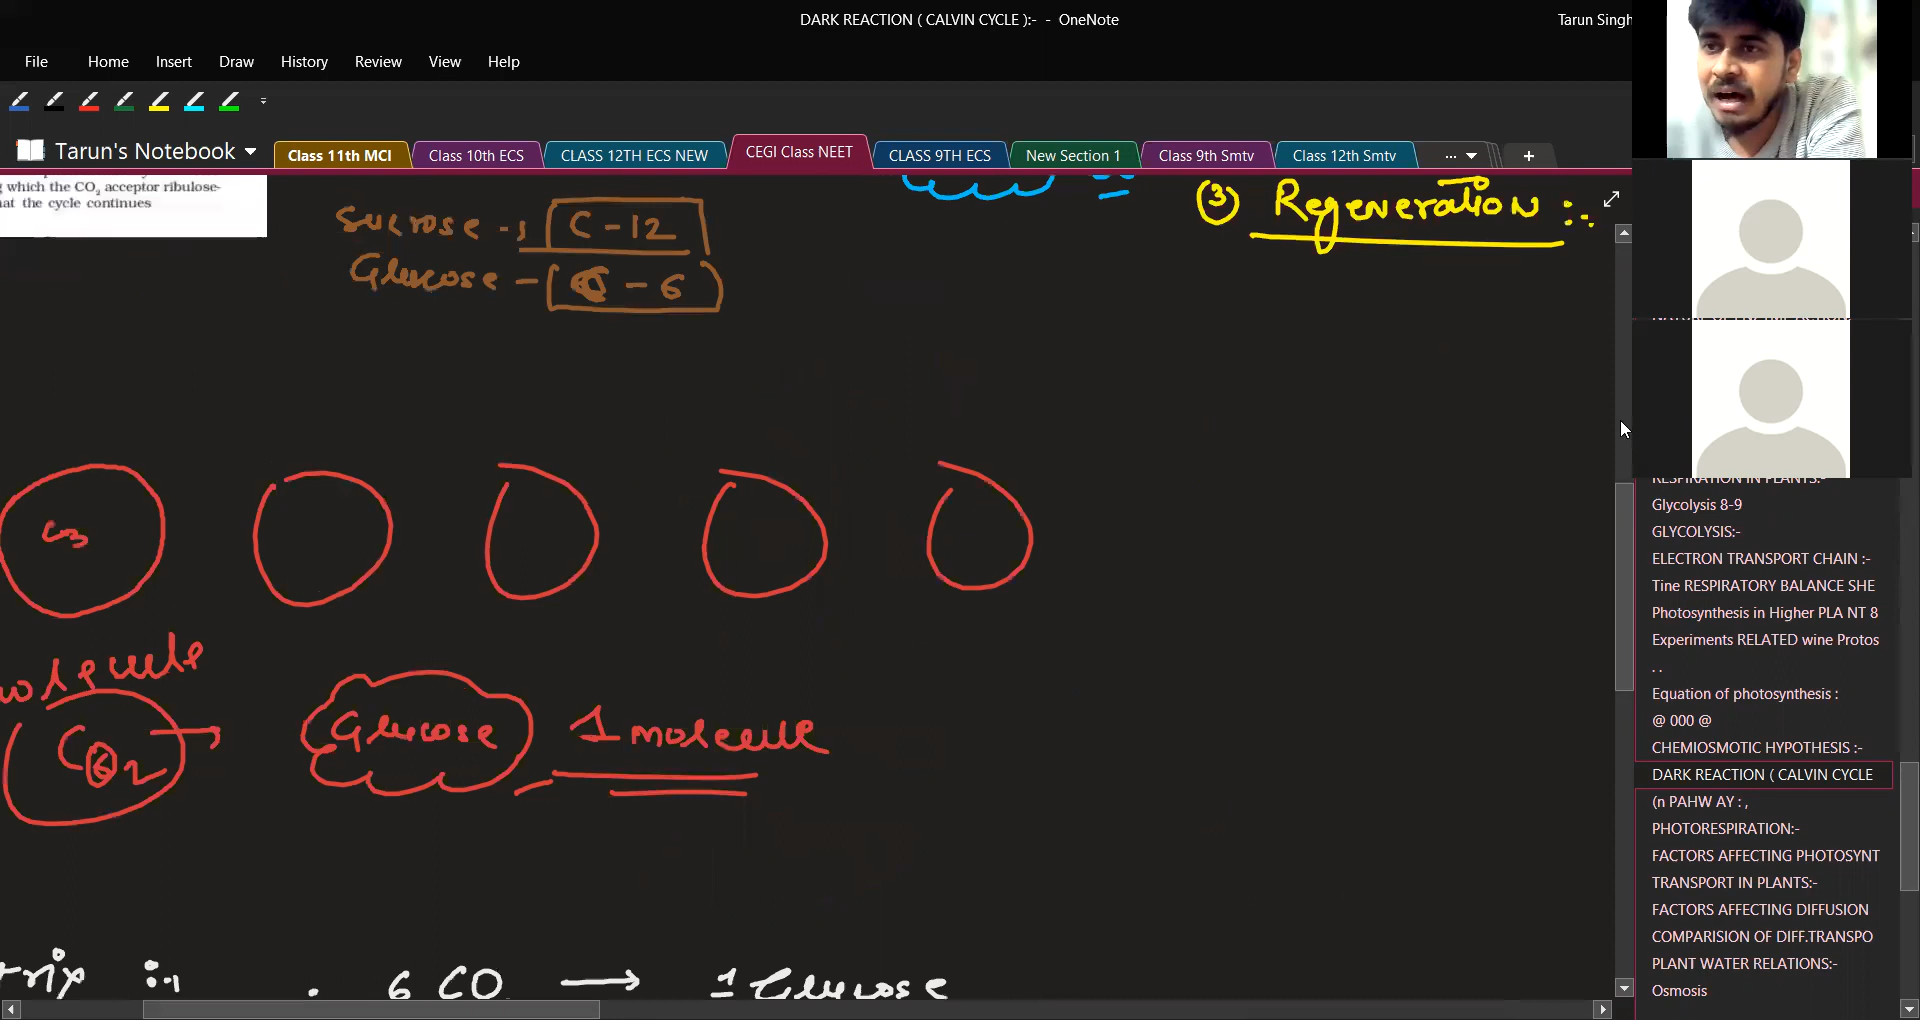 DARK REACTION ( CALVIN CYCLE ):- - OneNote
Tarun Singh
File Home Insert Draw History Review View Help
Tarun's Notebook
Class 11th MCI
Class 10th ECS
CLASS 12TH ECS NEW
CEGI Class NEET
CLASS 9TH ECS
New Section 1
Class 9th Smtv
Class 12th Smtv
...
+
which the CO2 acceptor ribulose-
the cycle continues
Sucrose - C - 12
Glucose - - 6
③ Regeneration :-
C3
Glucose 1 molecule
:-1 6 CO → 1 Glucose
RESPIRATION IN PLANTS:-
Glycolysis 8-9
GLYCOLYSIS:-
ELECTRON TRANSPORT CHAIN :-
Tine RESPIRATORY BALANCE SHE
Photosynthesis in Higher PLA NT 8
Experiments RELATED wine Protos
. .
Equation of photosynthesis :
@ 000 @
CHEMIOSMOTIC HYPOTHESIS :-
DARK REACTION ( CALVIN CYCLE
(n PAHW AY : ,
PHOTORESPIRATION:-
FACTORS AFFECTING PHOTOSYNT
TRANSPORT IN PLANTS:-
FACTORS AFFECTING DIFFUSION
COMPARISION OF DIFF.TRANSPO
PLANT WATER RELATIONS:-
Osmosis